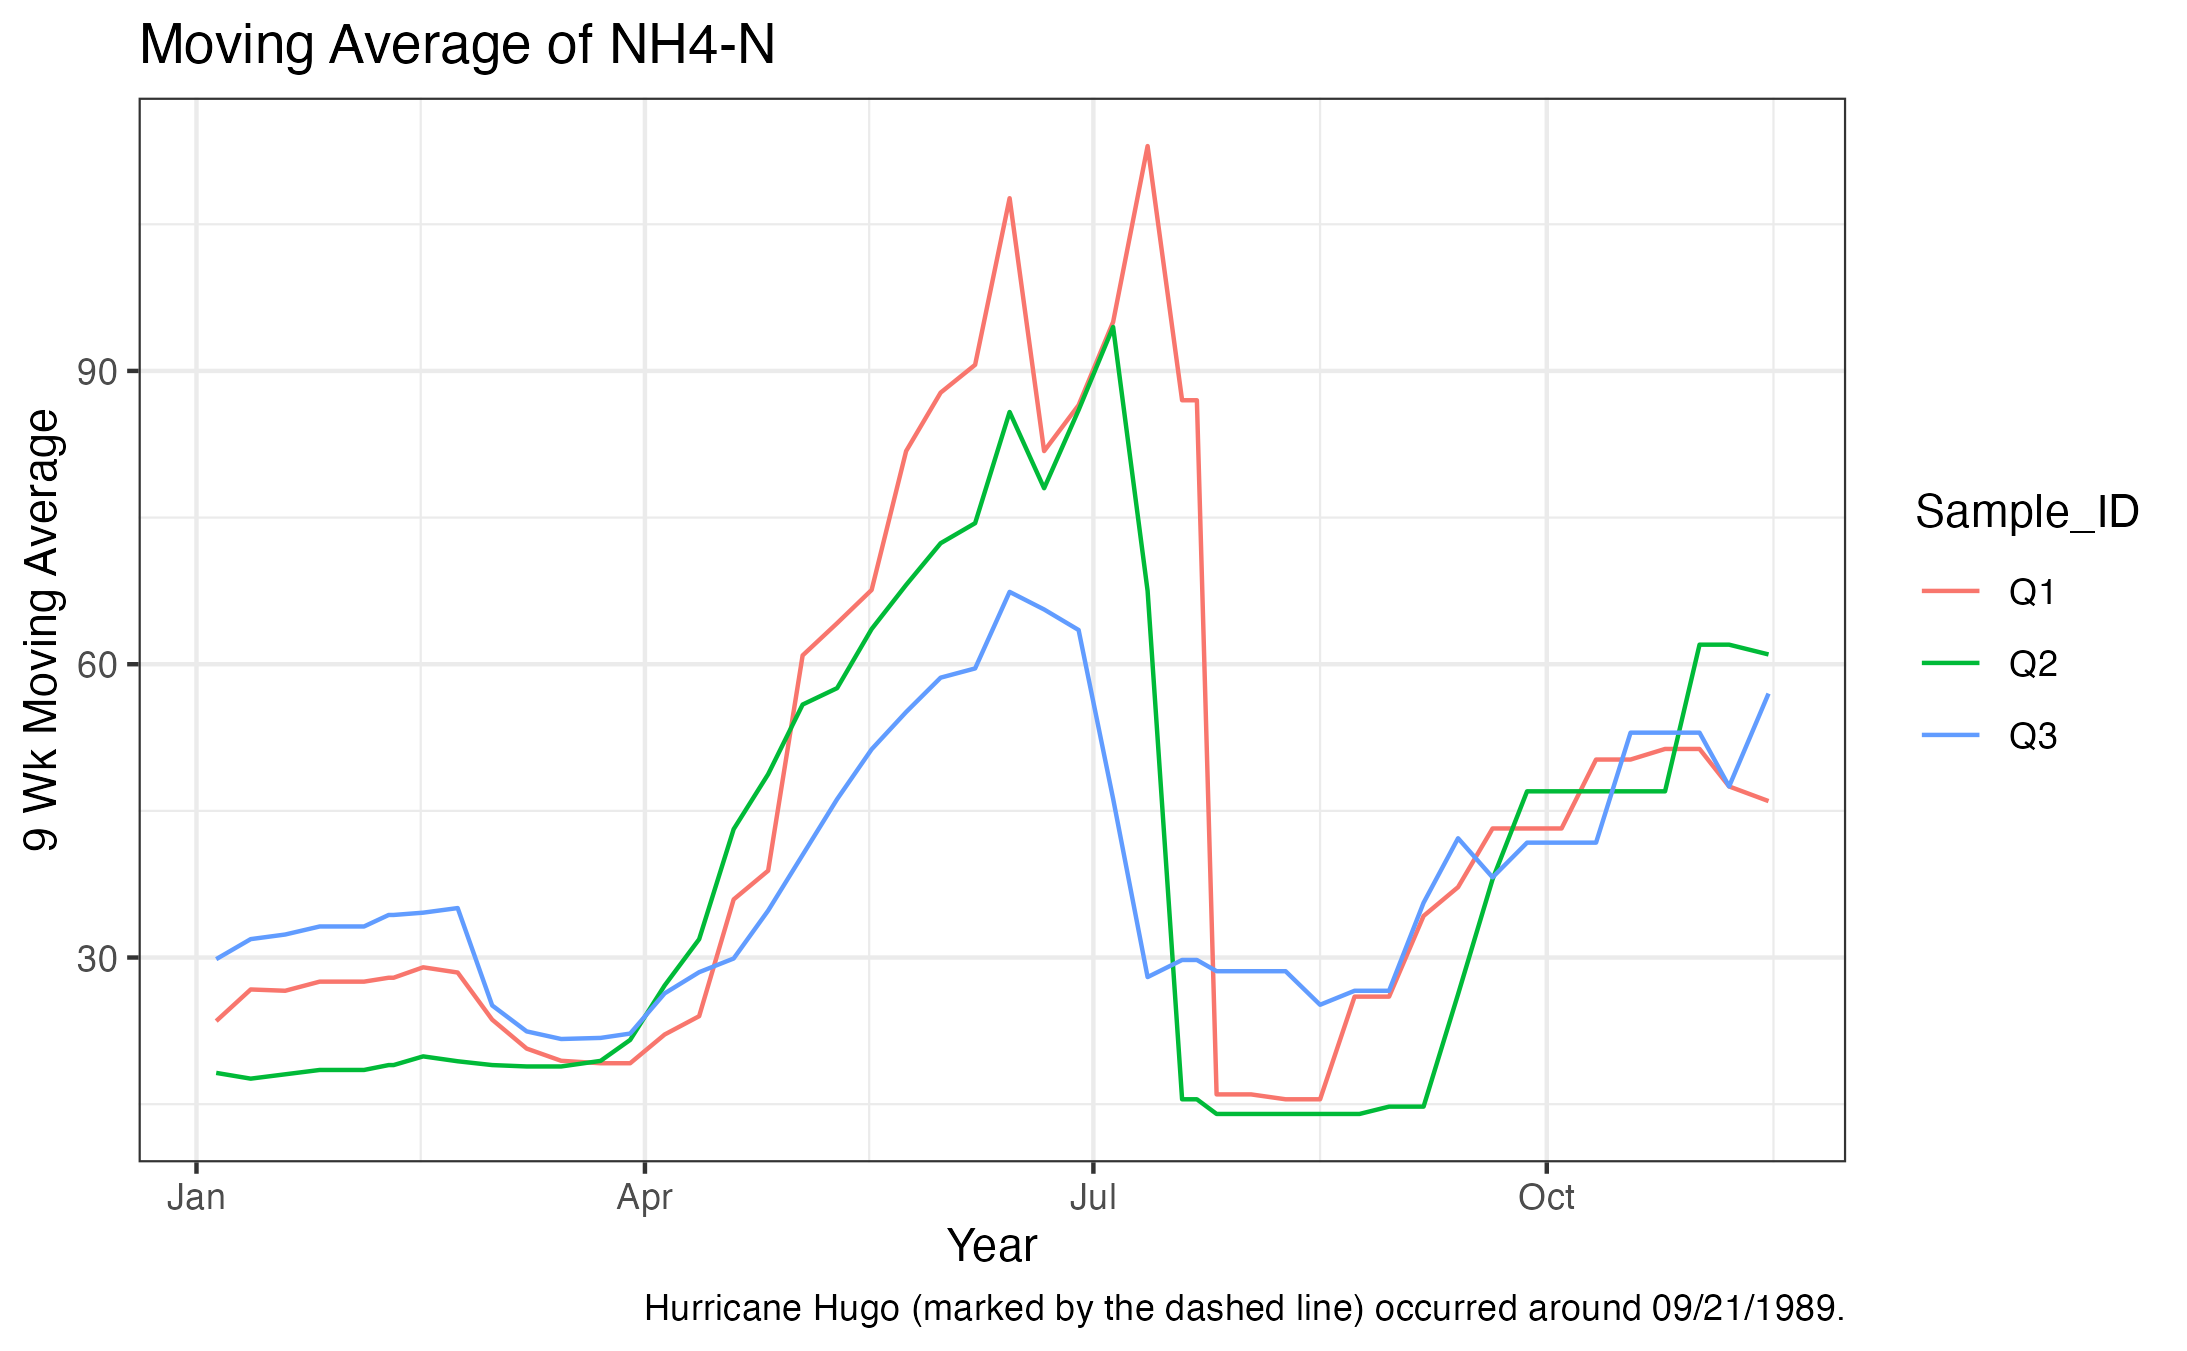 Moving Average of NH4-N
9 Wk Moving Average
90
60
30
Jan
Apr
Jul
Oct
Year
Sample_ID
Q1
Q2
Q3
Hurricane Hugo (marked by the dashed line) occurred around 09/21/1989.